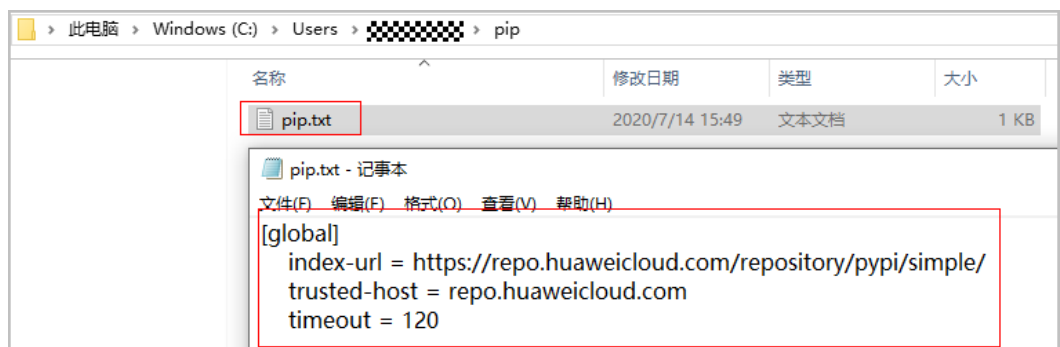 此电脑 > Windows (C:) > Users > > pip
名称 修改日期 类型 大小
pip.txt 2020/7/14 15:49 文本文档 1 KB
pip.txt - 记事本
文件(F) 编辑(E) 格式(O) 查看(V) 帮助(H)
[global]
index-url = https://repo.huaweicloud.com/repository/pypi/simple/
trusted-host = repo.huaweicloud.com
timeout = 120